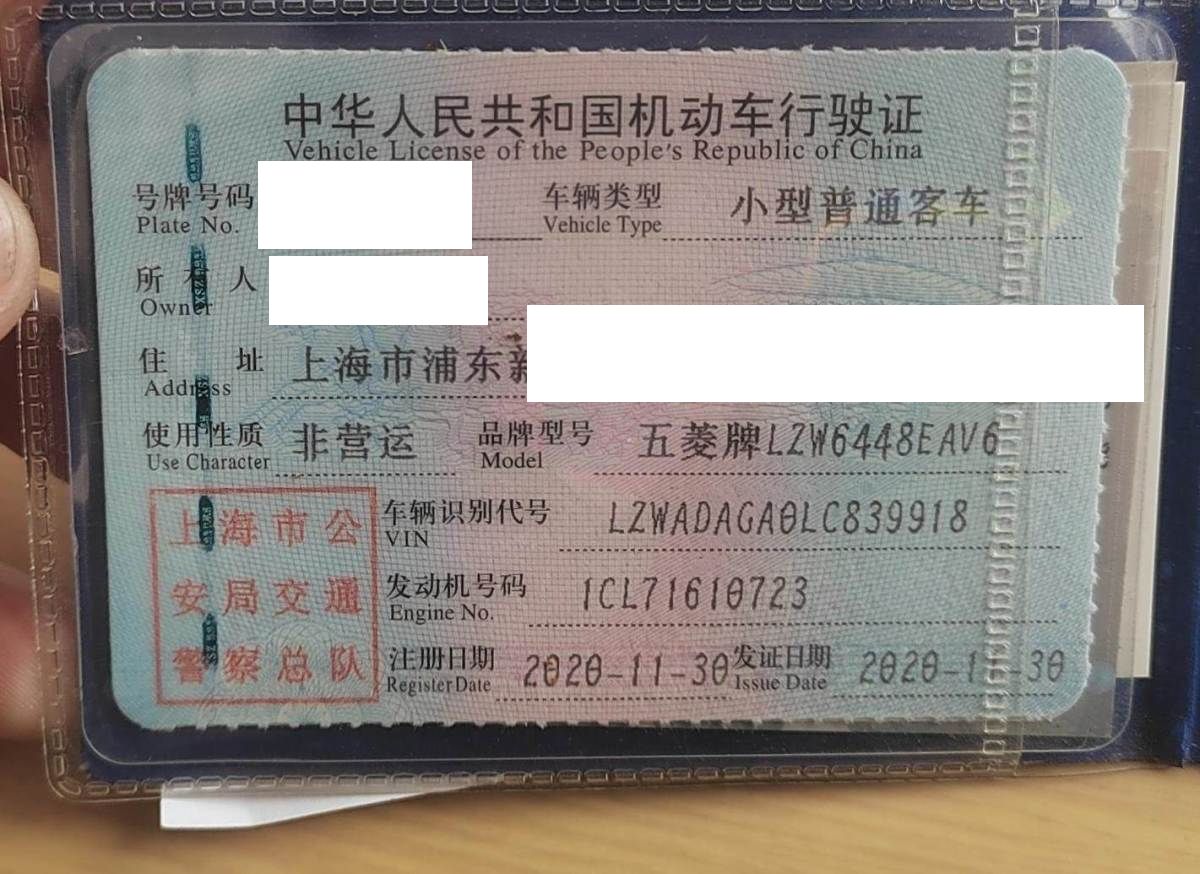 中华人民共和国机动车行驶证
Vehicle License of the People's Republic of China
号牌号码
Plate No.
车辆类型 小型普通客车
Vehicle Type
所有人
Owner
住址 上海市浦东新
Address
使用性质 非营运
Use Character
品牌型号 五菱牌LZW6448EAV6
Model
上海市公
安局交通
警察总队
车辆识别代号 LZWADAGA0LC839918
VIN
发动机号码 1CL71610723
Engine No.
注册日期 2020-11-30
Register Date
发证日期 2020-11-30
Issue Date